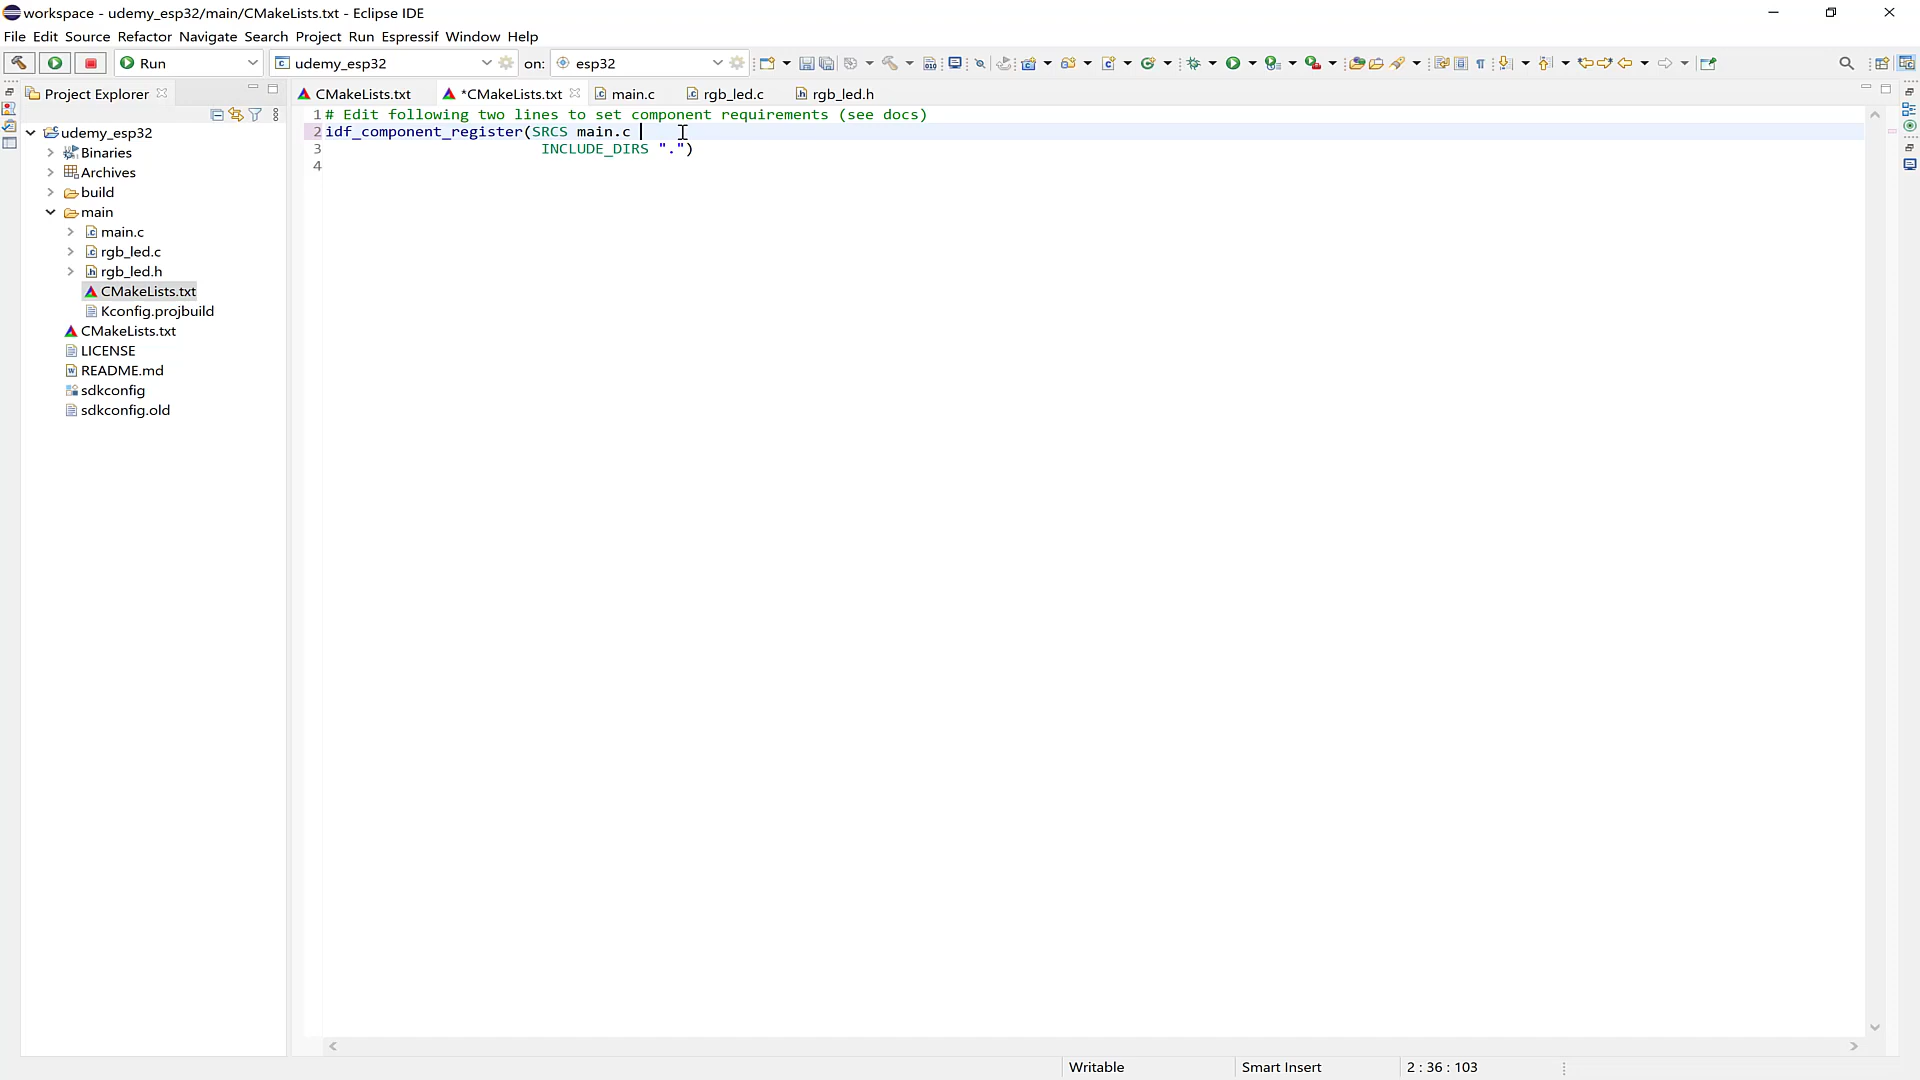 workspace - udemy_esp32/main/CMakeLists.txt - Eclipse IDE
File Edit Source Refactor Navigate Search Project Run Espressif Window Help
Run udemy_esp32 on: esp32
Project Explorer
CMakeLists.txt *CMakeLists.txt main.c rgb_led.c rgb_led.h
udemy_esp32
Binaries
Archives
build
main
main.c
rgb_led.c
rgb_led.h
CMakeLists.txt
Kconfig.projbuild
CMakeLists.txt
LICENSE
README.md
sdkconfig
sdkconfig.old
1 # Edit following two lines to set component requirements (see docs)
2 idf_component_register(SRCS main.c
3 INCLUDE_DIRS ".")
4
Writable Smart Insert 2 : 36 : 103